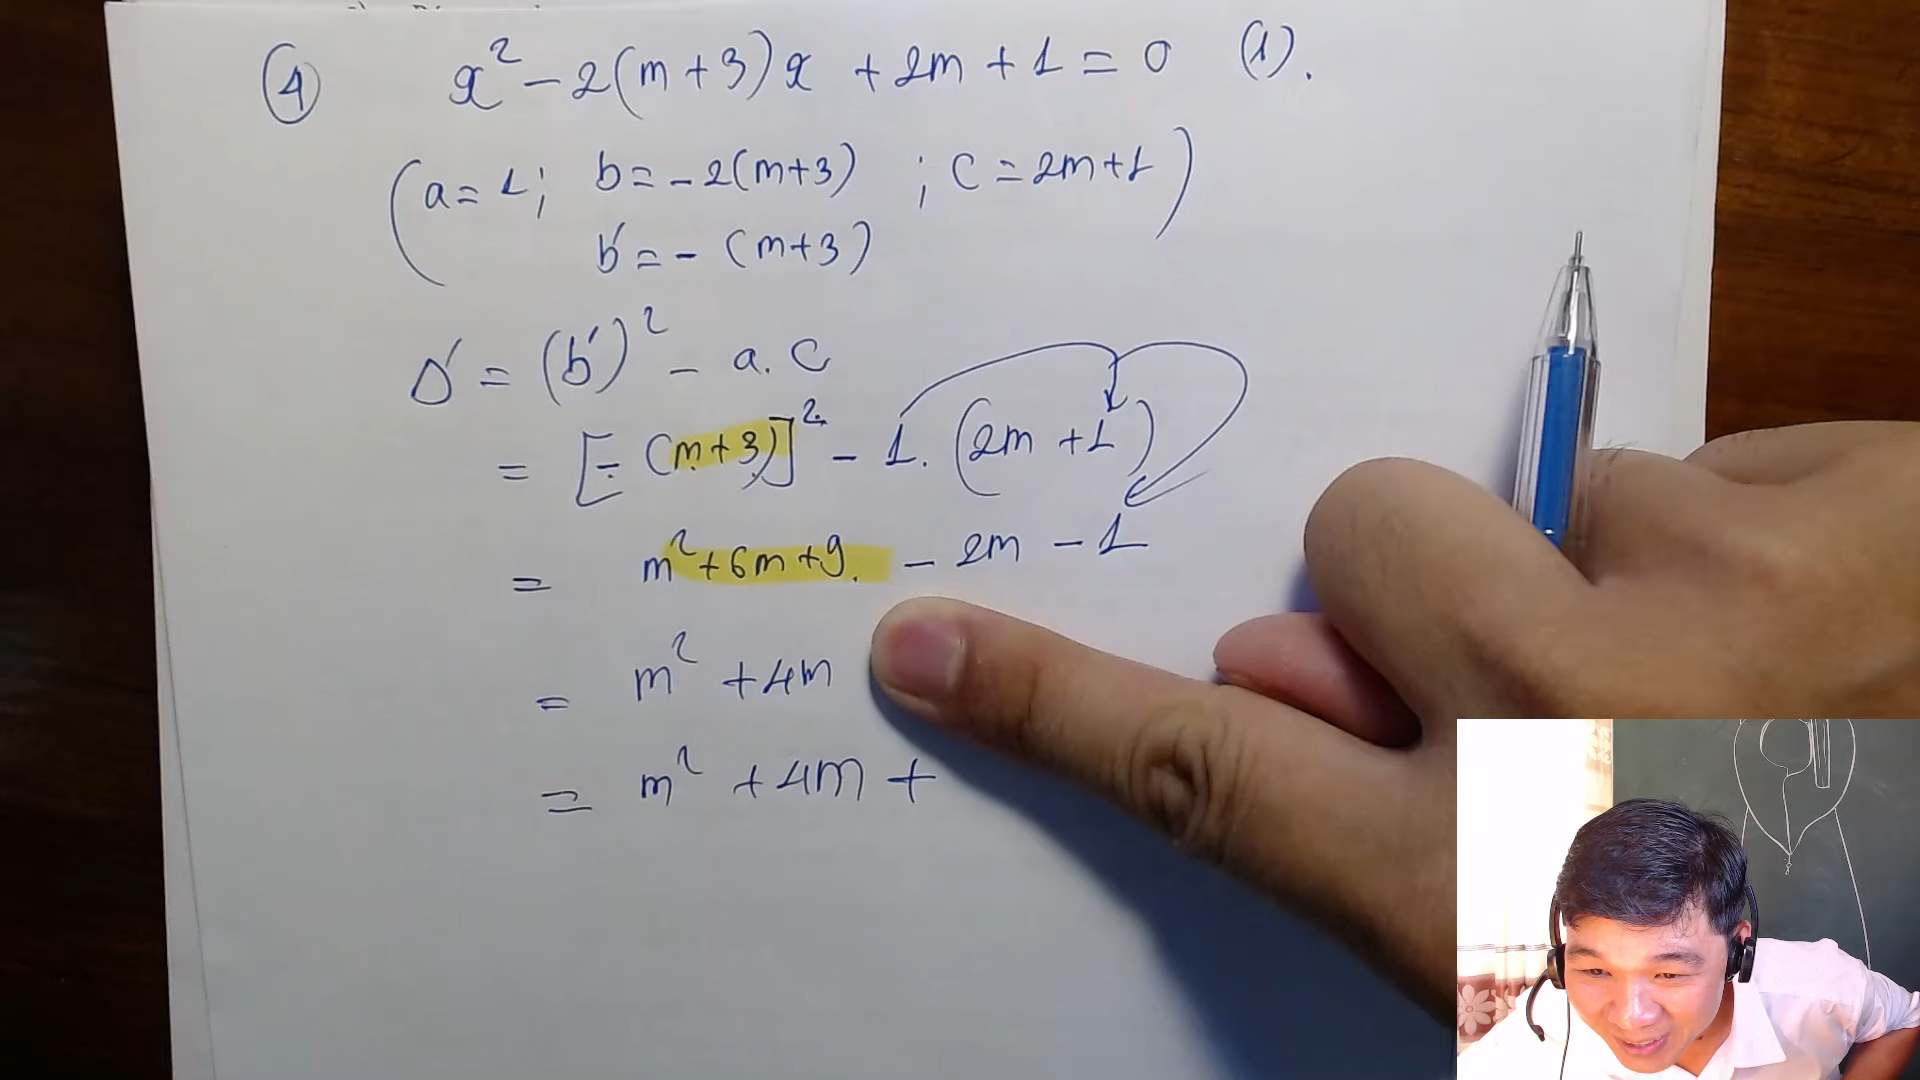 ④ x² - 2(m+3)x + 2m + 1 = 0 (1).
(a = 1; b = -2(m+3) ; c = 2m+1)
b' = - (m+3)
Δ' = (b')² - a.c
= [- (m+3)]² - 1. (2m + 1)
= m² + 6m + 9 - 2m - 1
= m² + 4m
= m² + 4m +